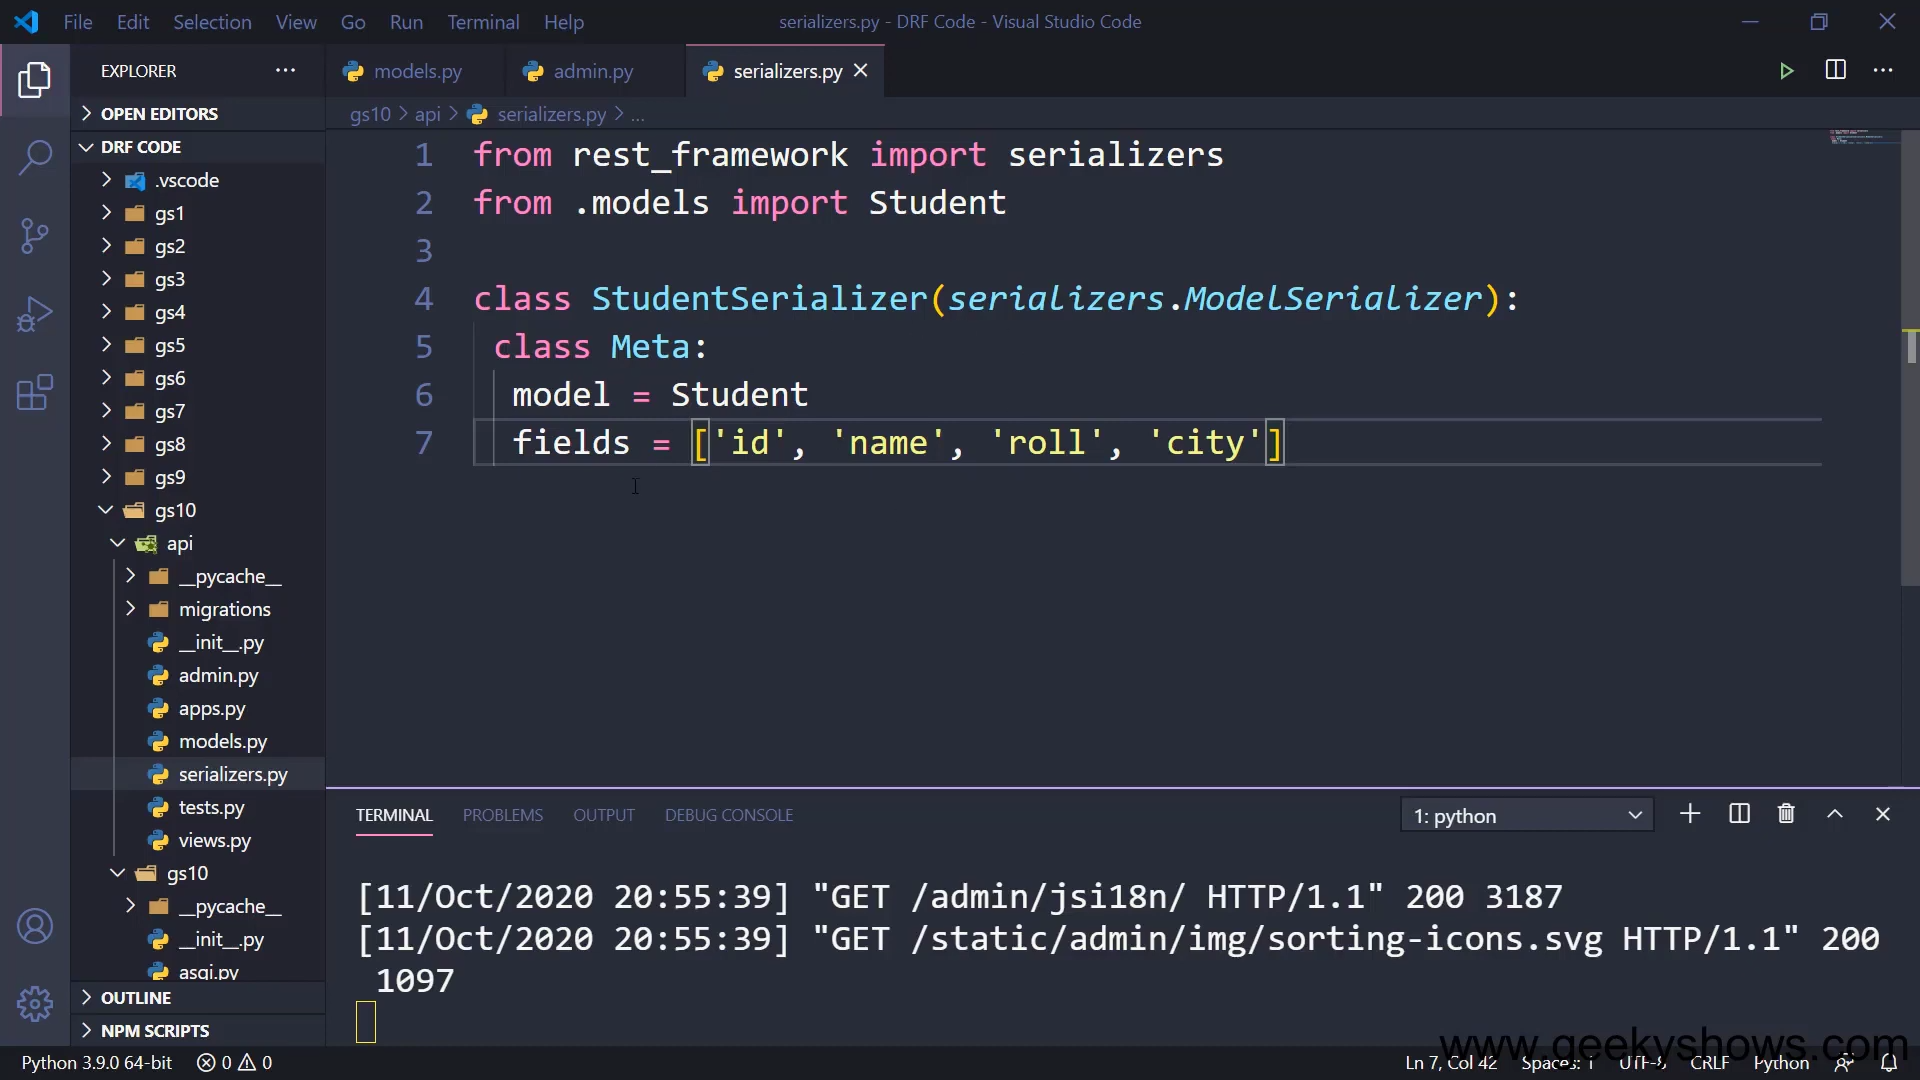 File Edit Selection View Go Run Terminal Help
serializers.py - DRF Code - Visual Studio Code
EXPLORER
models.py admin.py serializers.py
OPEN EDITORS
gs10 > api > serializers.py > ...
DRF CODE
.vscode
gs1
gs2
gs3
gs4
gs5
gs6
gs7
gs8
gs9
gs10
api
__pycache__
migrations
__init__.py
admin.py
apps.py
models.py
serializers.py
tests.py
views.py
gs10
__pycache__
__init__.py
asgi.py
OUTLINE
NPM SCRIPTS
1 from rest_framework import serializers
2 from .models import Student
3
4 class StudentSerializer(serializers.ModelSerializer):
5 class Meta:
6 model = Student
7 fields = ['id', 'name', 'roll', 'city']
TERMINAL PROBLEMS OUTPUT DEBUG CONSOLE
1: python
[11/Oct/2020 20:55:39] "GET /admin/jsi18n/ HTTP/1.1" 200 3187
[11/Oct/2020 20:55:39] "GET /static/admin/img/sorting-icons.svg HTTP/1.1" 200
1097
www.geekyshows.com
Python 3.9.0 64-bit 0 0
Ln 7, Col 42 Spaces: 1 UTF-8 CRLF Python